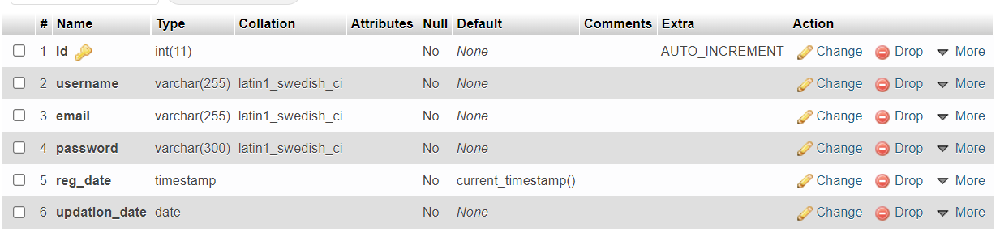 # Name Type Collation Attributes Null Default Comments Extra Action
1 id int(11) No None AUTO_INCREMENT Change Drop More
2 username varchar(255) latin1_swedish_ci No None Change Drop More
3 email varchar(255) latin1_swedish_ci No None Change Drop More
4 password varchar(300) latin1_swedish_ci No None Change Drop More
5 reg_date timestamp No current_timestamp() Change Drop More
6 updation_date date No None Change Drop More